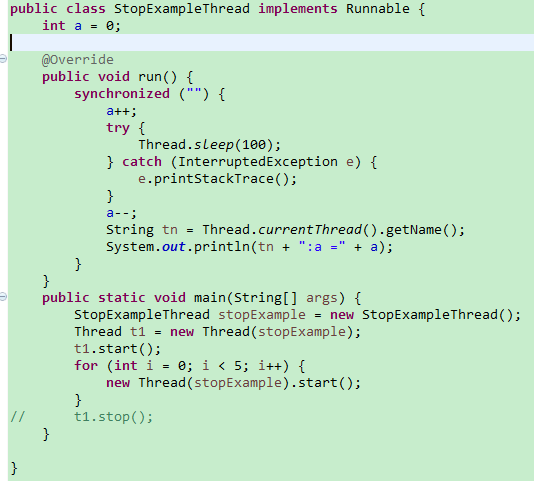 public class StopExampleThread implements Runnable {
    int a = 0;

    @Override
    public void run() {
        synchronized ("") {
            a++;
            try {
                Thread.sleep(100);
            } catch (InterruptedException e) {
                e.printStackTrace();
            }
            a--;
            String tn = Thread.currentThread().getName();
            System.out.println(tn + ":a =" + a);
        }
    }
    public static void main(String[] args) {
        StopExampleThread stopExample = new StopExampleThread();
        Thread t1 = new Thread(stopExample);
        t1.start();
        for (int i = 0; i < 5; i++) {
            new Thread(stopExample).start();
        }
//      t1.stop();
    }

}